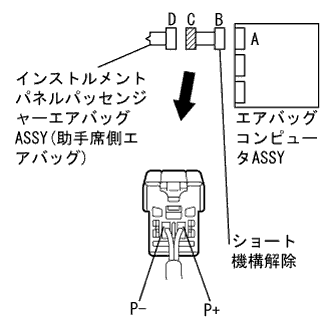 D C B
A
インストルメント
パネルパッセンジ
ャーエアバッグ
ASSY(助手席側エ
アバッグ)
エアバッグ
コンピュー
タASSY
ショート
機構解除
P- P+